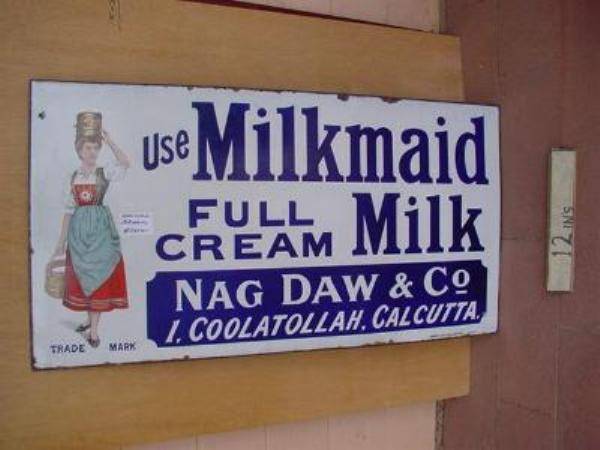 Use Milkmaid
FULL CREAM Milk
NAG DAW & Co
1, COOLATOLLAH. CALCUTTA.
TRADE MARK
12 INS